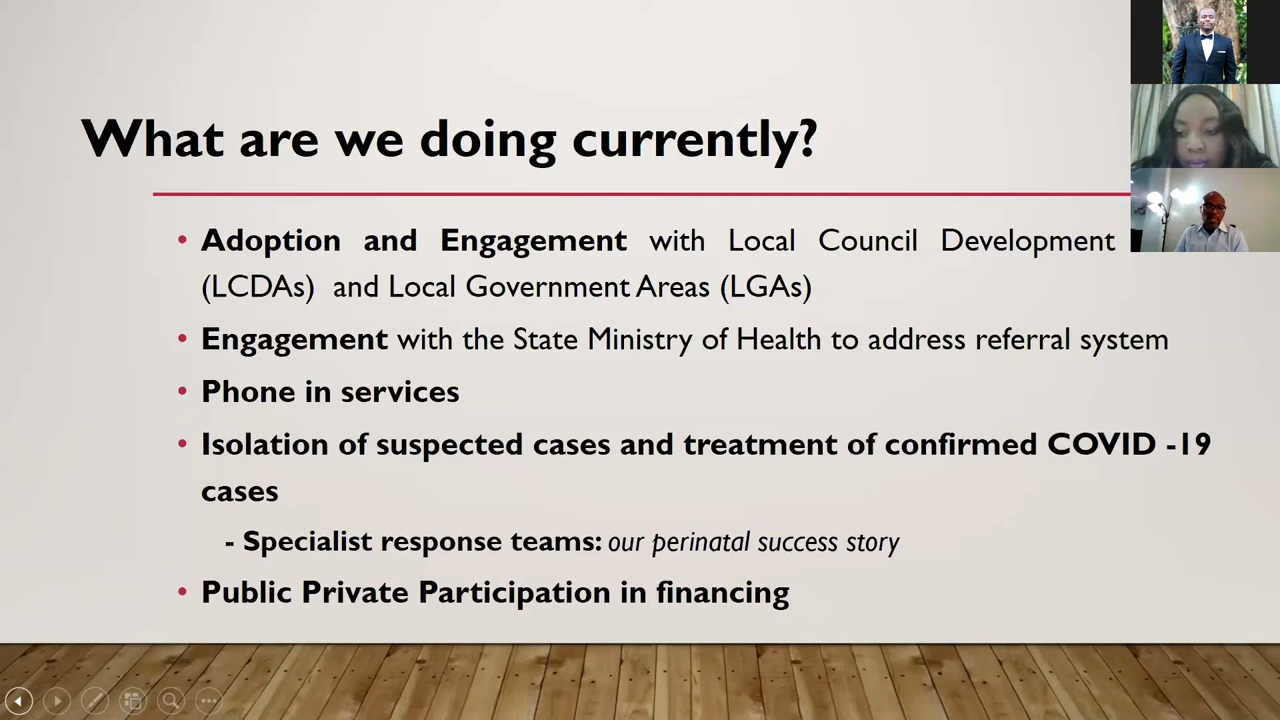 What are we doing currently?
• Adoption and Engagement with Local Council Development
(LCDAs) and Local Government Areas (LGAs)
• Engagement with the State Ministry of Health to address referral system
• Phone in services
• Isolation of suspected cases and treatment of confirmed COVID -19
cases
- Specialist response teams: our perinatal success story
• Public Private Participation in financing